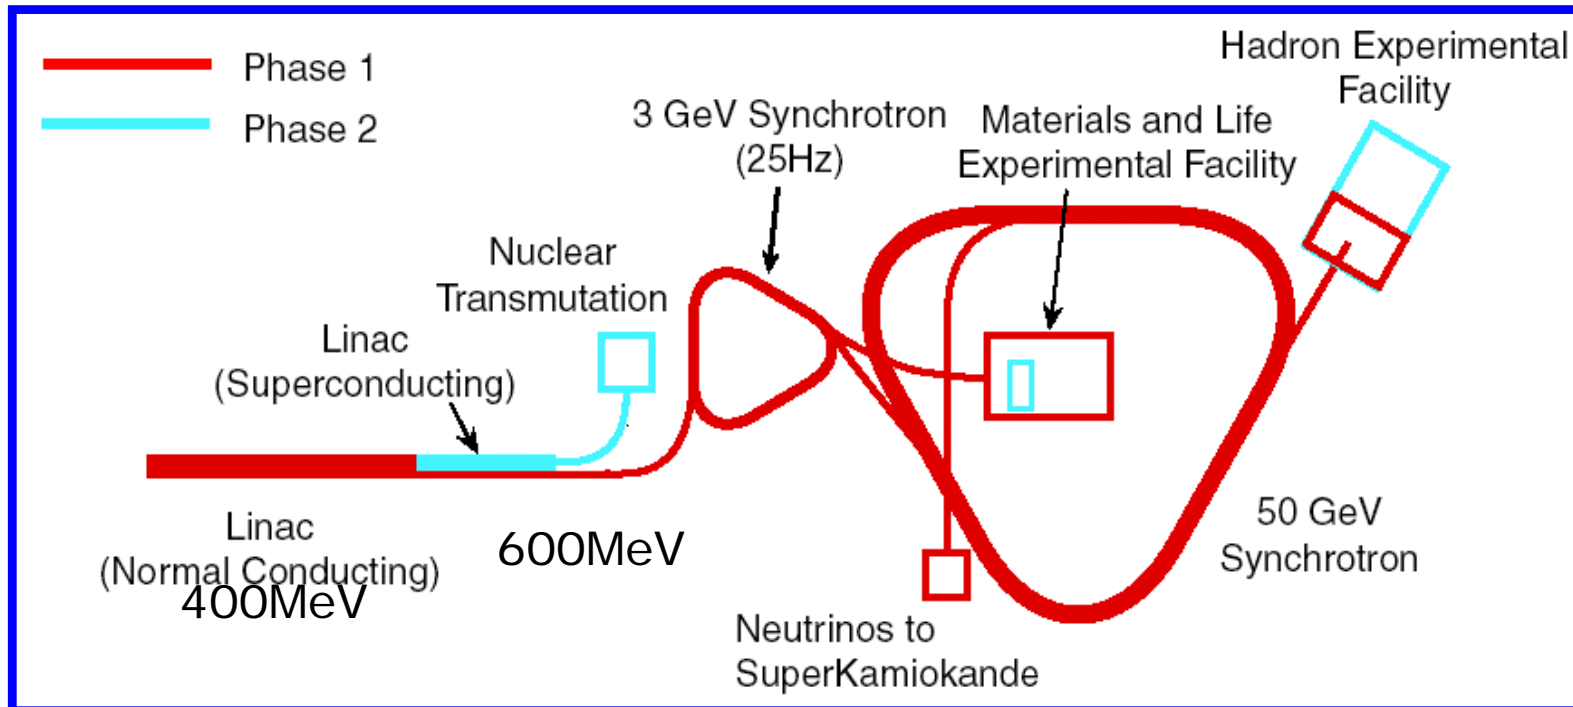 Phase 1
Phase 2
3 GeV Synchrotron
(25Hz)
Materials and Life
Experimental Facility
Hadron Experimental
Facility
Nuclear
Transmutation
Linac
(Superconducting)
Linac
(Normal Conducting)
400MeV
600MeV
50 GeV
Synchrotron
Neutrinos to
SuperKamiokande